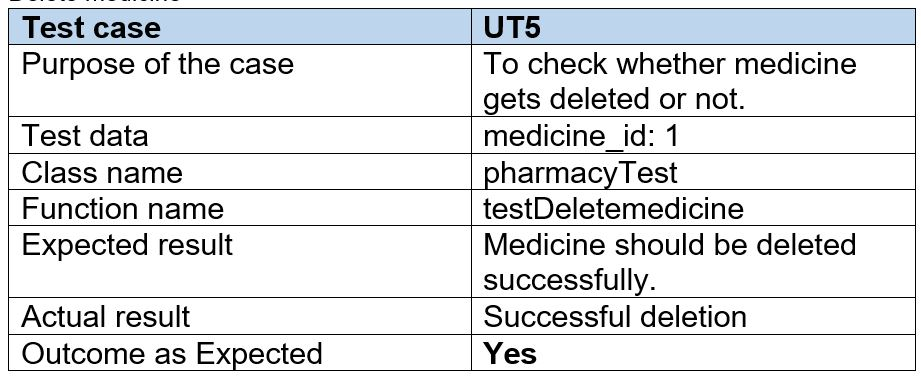 Delete medicine
Test case UT5
Purpose of the case To check whether medicine
gets deleted or not.
Test data medicine_id: 1
Class name pharmacyTest
Function name testDeletemedicine
Expected result Medicine should be deleted
successfully.
Actual result Successful deletion
Outcome as Expected Yes